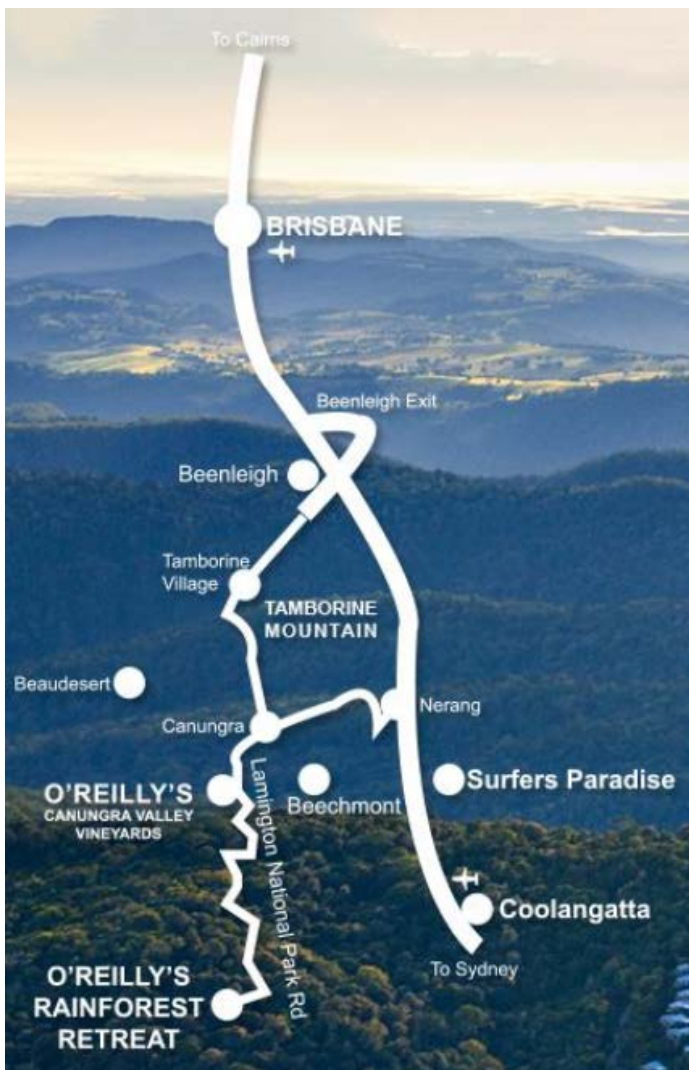 To Cairns
BRISBANE
Beenleigh Exit
Beenleigh
Tamborine
Village
TAMBORINE
MOUNTAIN
Beaudesert
Canungra
Nerang
O'REILLY'S
CANUNGRA VALLEY
VINEYARDS
Lamington National Park Rd
Beechmont
Surfers Paradise
Coolangatta
To Sydney
O'REILLY'S
RAINFOREST
RETREAT